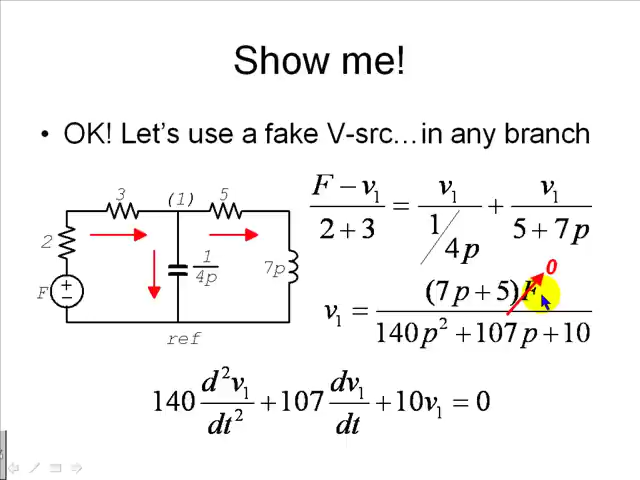 Show me!
• OK! Let's use a fake V-src…in any branch
3 (1) 5
2
F
+
−
1/4p
7p
ref
(F − v₁)/(2 + 3) = v₁/(1/4p) + v₁/(5 + 7p)
0
v₁ = (7p + 5)F/(140p² + 107p + 10)
140 d²v₁/dt² + 107 dv₁/dt + 10v₁ = 0